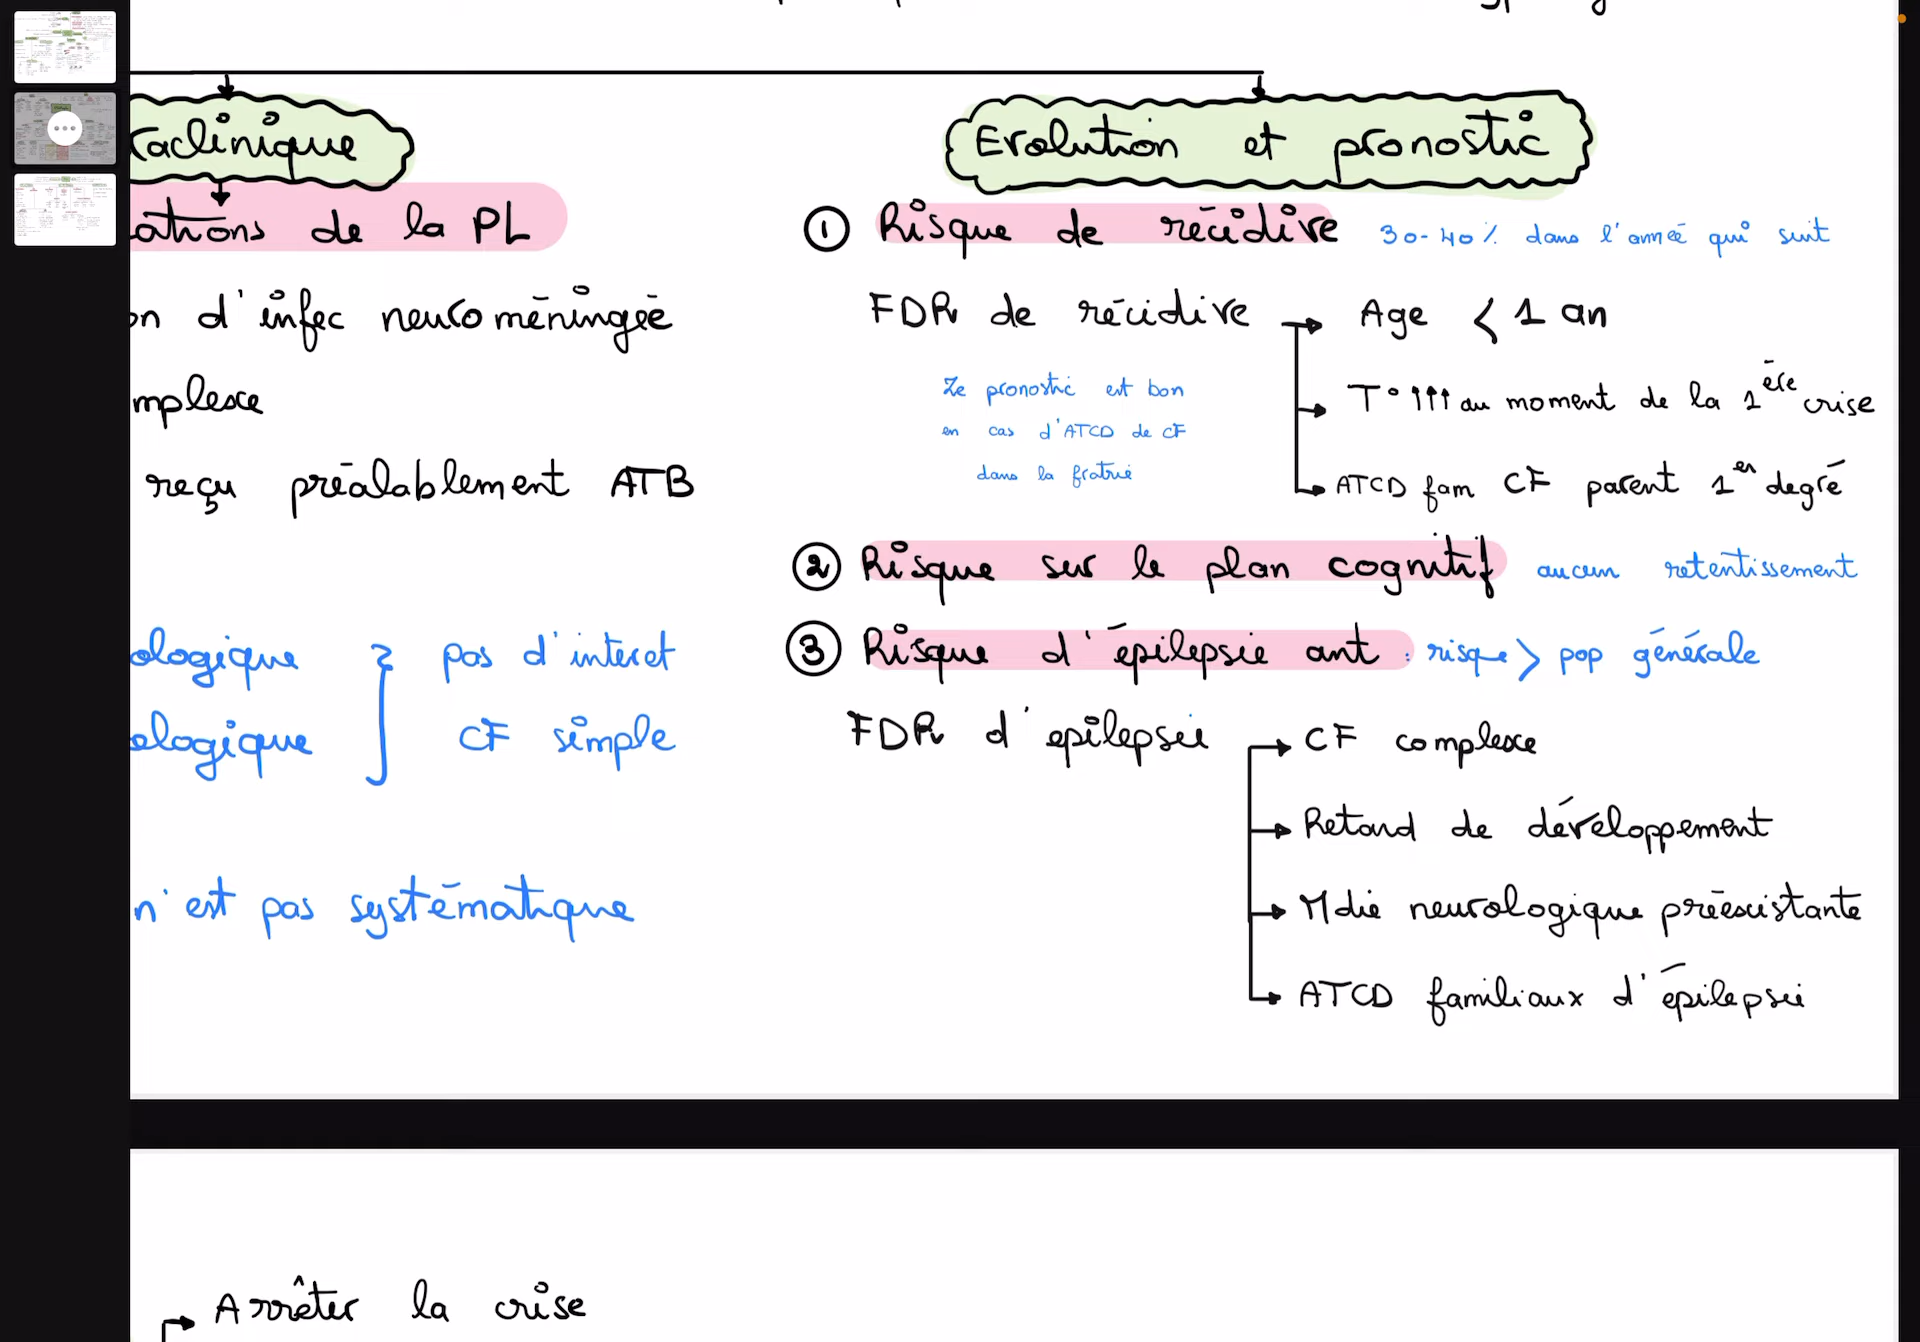 raclinique
ations de la PL
on d'infec neuroméningée
mplexe
reçu préalablement ATB
ologique } pas d'interet
ologique CF simple
n'est pas systématique
Evolution et pronostic
① Risque de récidive 30-40% dans l'année qui suit
FDR de récidive → Age < 1 an
→ T° ↑↑↑ au moment de la 1ère crise
→ ATCD fam CF parent 1er degré
Le pronostic est bon
en cas d'ATCD de CF
dans la fratrie
② Risque sur le plan cognitif aucun retentissement
③ Risque d'épilepsie ant : risque > pop générale
FDR d'epilepsie → CF complexe
→ Retard de développement
→ Mdie neurologique préexistante
→ ATCD familiaux d'épilepsie
→ Arrêter la crise